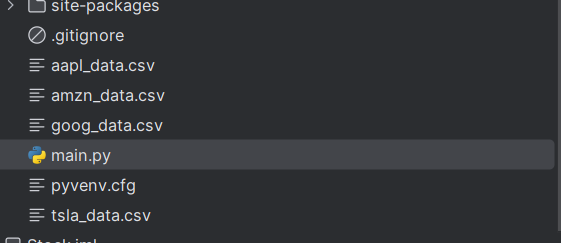 site-packages
.gitignore
aapl_data.csv
amzn_data.csv
goog_data.csv
main.py
pyvenv.cfg
tsla_data.csv